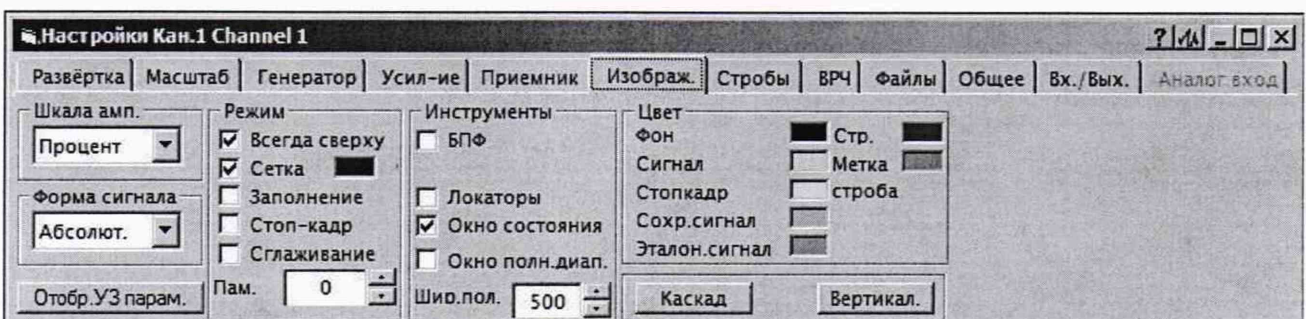 Настройки Кан.1 Channel 1
Развёртка Масштаб Генератор Усил-ие Приемник Изображ. Стробы ВРЧ Файлы Общее Вх./Вых. Аналог.вход
Шкала амп.
Процент
Форма сигнала
Абсолют.
Отобр.УЗ парам.
Режим
Всегда сверху
Сетка
Заполнение
Стоп-кадр
Сглаживание
Пам. 0
Инструменты
БПФ
Локаторы
Окно состояния
Окно полн.диап.
Шир.пол. 500
Цвет
Фон Стр.
Сигнал Метка
Стопкадр строба
Сохр.сигнал
Эталон.сигнал
Каскад Вертикал.